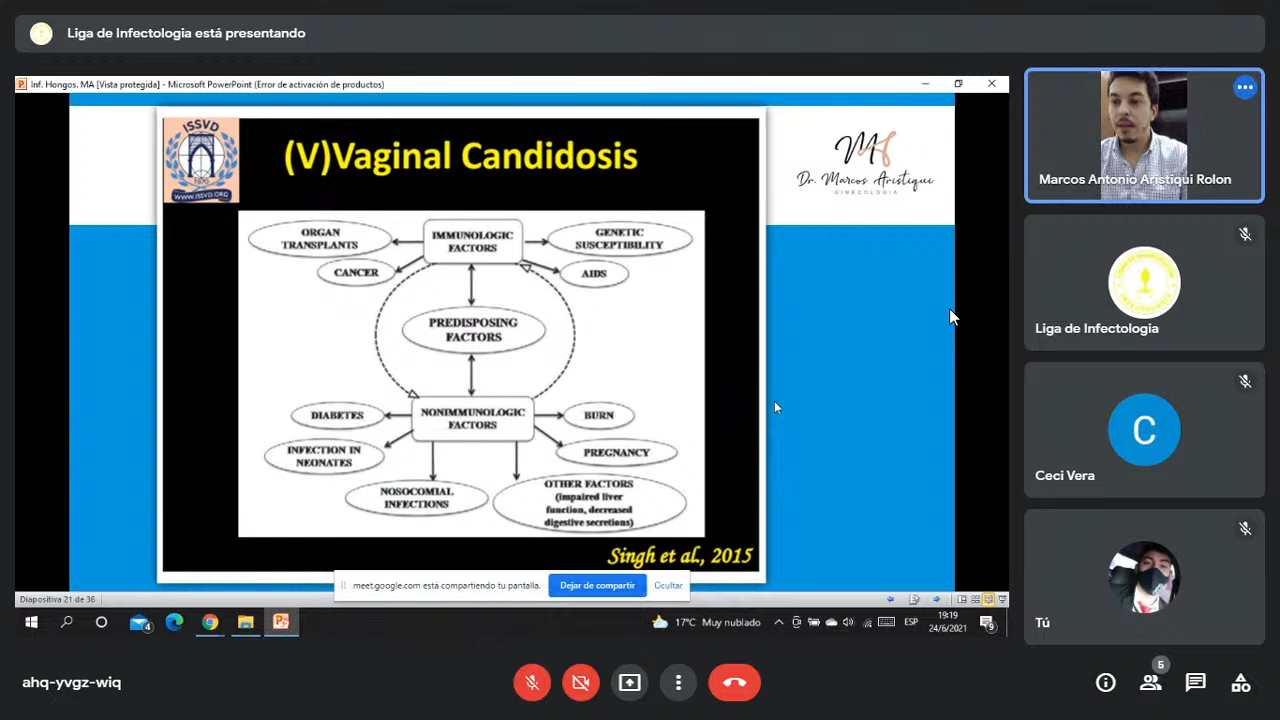 Liga de Infectologia está presentando
Inf. Hongos. MA [Vista protegida] - Microsoft PowerPoint (Error de activación de productos)
ISSVD
WWW.ISSVD.ORG
(V)Vaginal Candidosis
Dr. Marcos Aristiqui
GINECOLOGIA
ORGAN
TRANSPLANTS
IMMUNOLOGIC
FACTORS
GENETIC
SUSCEPTIBILITY
CANCER
AIDS
PREDISPOSING
FACTORS
DIABETES
NONIMMUNOLOGIC
FACTORS
BURN
INFECTION IN
NEONATES
PREGNANCY
NOSOCOMIAL
INFECTIONS
OTHER FACTORS
(impaired liver
function, decreased
digestive secretions)
Singh et al., 2015
meet.google.com está compartiendo tu pantalla.
Dejar de compartir
Ocultar
Diapositiva 21 de 36
4
17°C Muy nublado
ESP
19:19
24/6/2021
9
Marcos Antonio Aristiqui Rolon
Liga de Infectologia
C
Ceci Vera
Tú
ahq-yvgz-wiq
5